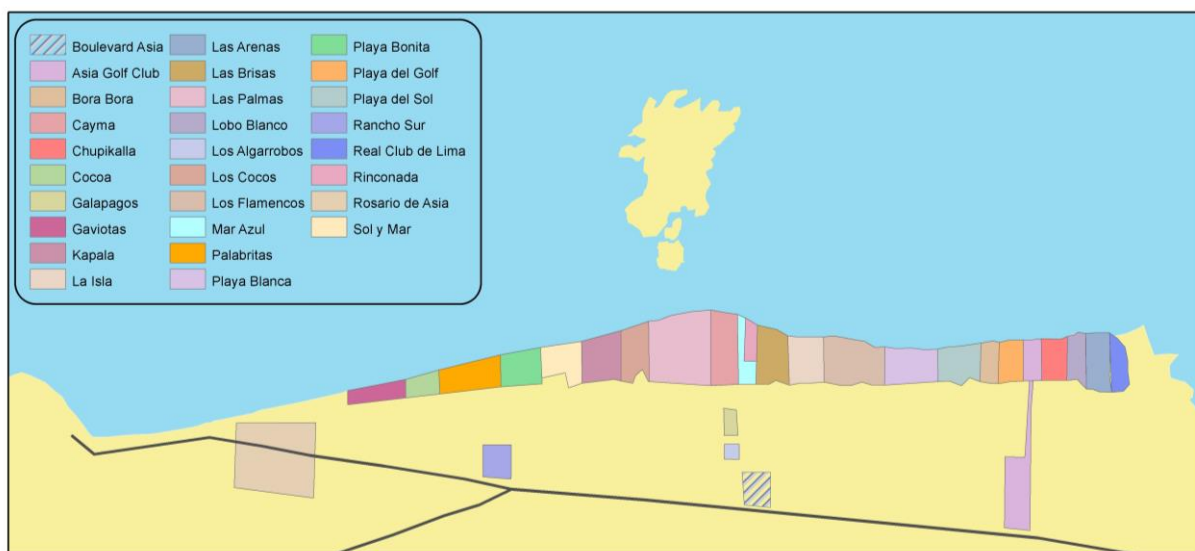 Boulevard Asia
Asia Golf Club
Bora Bora
Cayma
Chupikalla
Cocoa
Galapagos
Gaviotas
Kapala
La Isla
Las Arenas
Las Brisas
Las Palmas
Lobo Blanco
Los Algarrobos
Los Cocos
Los Flamencos
Mar Azul
Palabritas
Playa Blanca
Playa Bonita
Playa del Golf
Playa del Sol
Rancho Sur
Real Club de Lima
Rinconada
Rosario de Asia
Sol y Mar